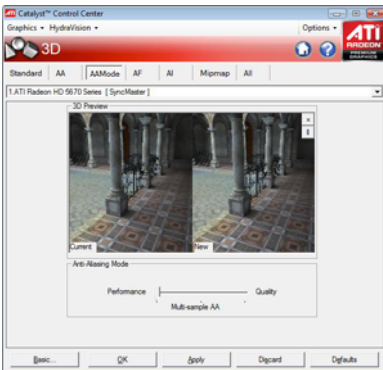 ATI Catalyst™ Control Center
Graphics HydraVision Options
3D
ATI
RADEON
PREMIUM
GRAPHICS
Standard AA AAMode AF AI Mipmap All
1.ATI Radeon HD 5670 Series [ SyncMaster ]
3D Preview
Current New
Anti-Aliasing Mode
Performance Quality
Multi-sample AA
Basic... OK Apply Discard Defaults